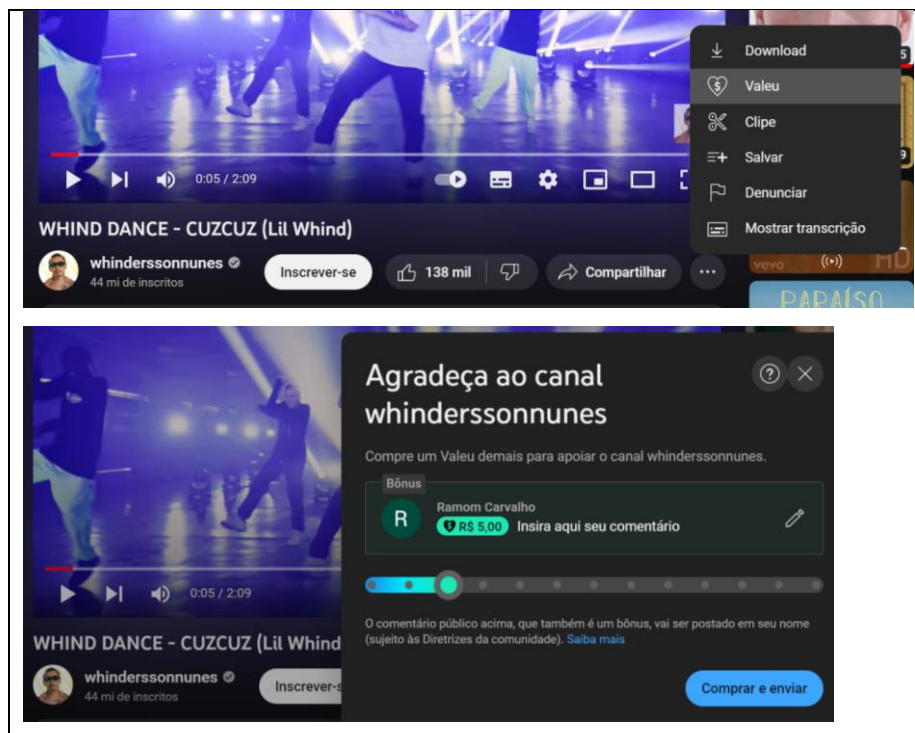 Download
Valeu
Clipe
Salvar
Denunciar
Mostrar transcrição
0:05 / 2:09
WHIND DANCE - CUZCUZ (Lil Whind)
whinderssonnunes
44 mi de inscritos
Inscrever-se
138 mil
Compartilhar
5
9
vevo
HD
PARAÍSO
Agradeça ao canal
whinderssonnunes
Compre um Valeu demais para apoiar o canal whinderssonnunes.
Bônus
R
Ramom Carvalho
R$ 5,00 Insira aqui seu comentário
O comentário público acima, que também é um bônus, vai ser postado em seu nome
(sujeito às Diretrizes da comunidade). Saiba mais
Comprar e enviar
0:05 / 2:09
WHIND DANCE - CUZCUZ (Lil Whind
whinderssonnunes
44 mi de inscritos
Inscrever-s